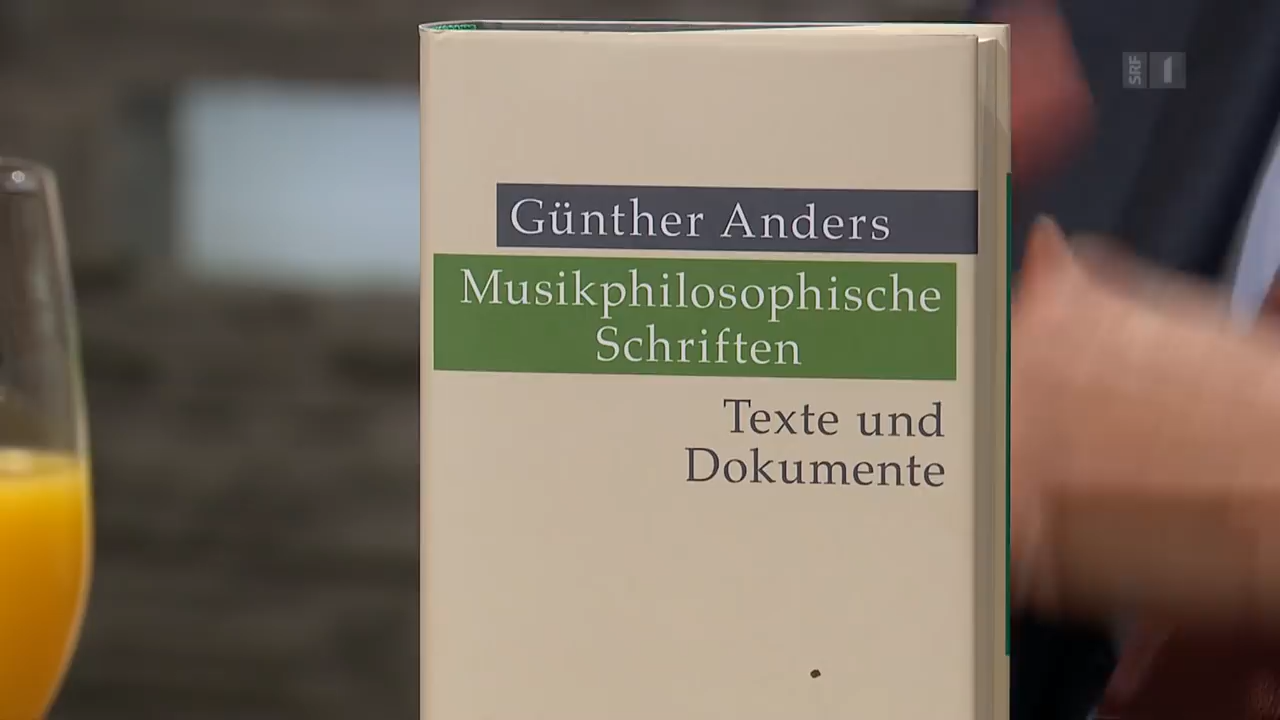 SRF 1
Günther Anders
Musikphilosophische
Schriften
Texte und
Dokumente